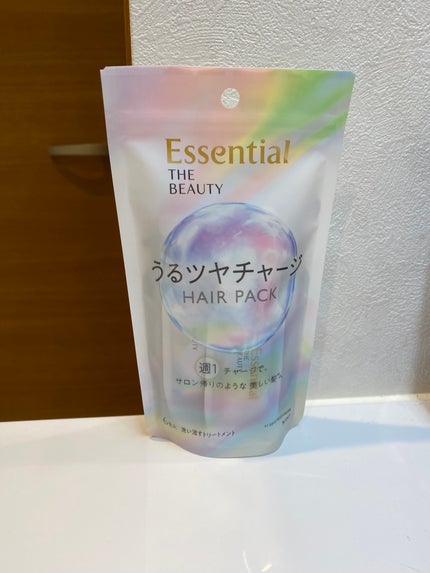 Essential
THE
BEAUTY
うるツヤチャージ
HAIR PACK
週1 チャージで、
サロン帰りのような 美しい髪へ
洗い流すトリートメント